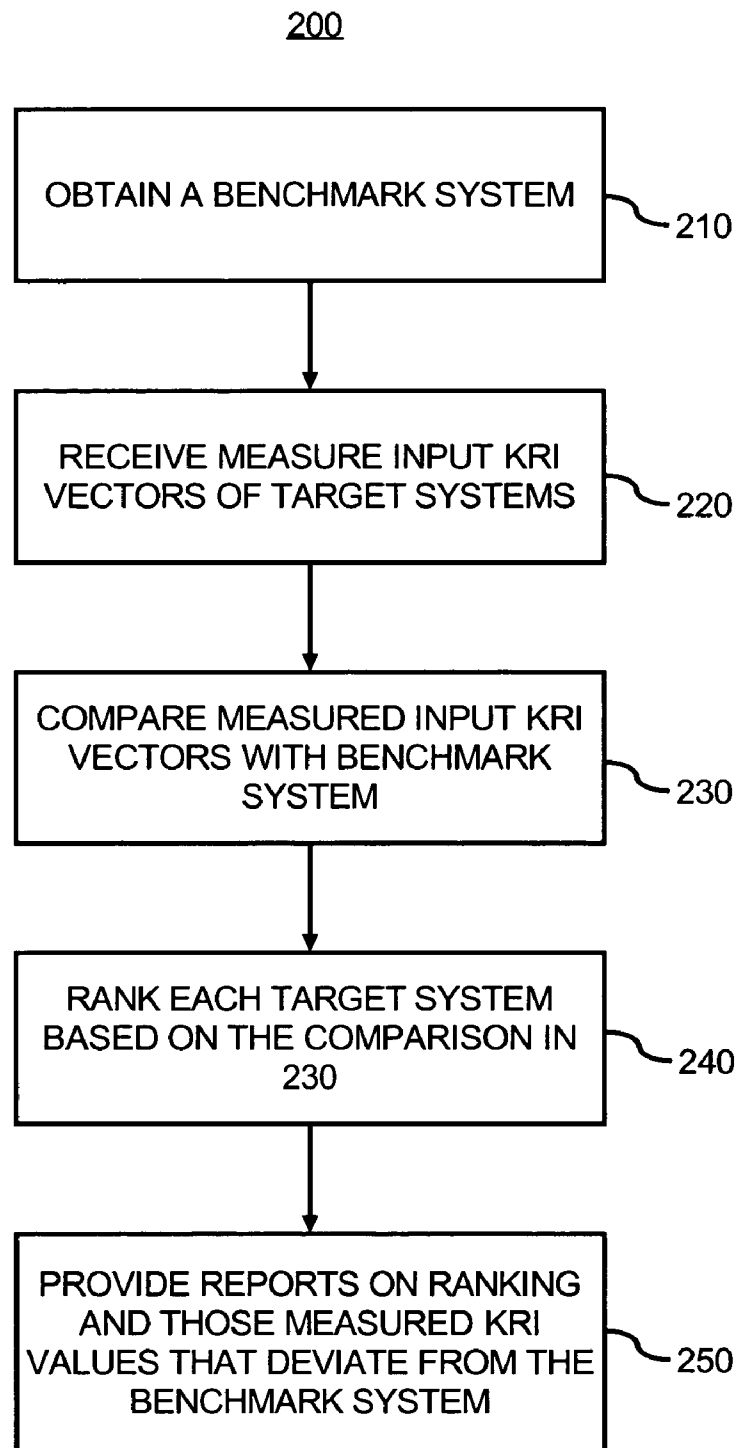 200
OBTAIN A BENCHMARK SYSTEM
210
RECEIVE MEASURE INPUT KRI
VECTORS OF TARGET SYSTEMS
220
COMPARE MEASURED INPUT KRI
VECTORS WITH BENCHMARK
SYSTEM
230
RANK EACH TARGET SYSTEM
BASED ON THE COMPARISON IN
230
240
PROVIDE REPORTS ON RANKING
AND THOSE MEASURED KRI
VALUES THAT DEVIATE FROM THE
BENCHMARK SYSTEM
250